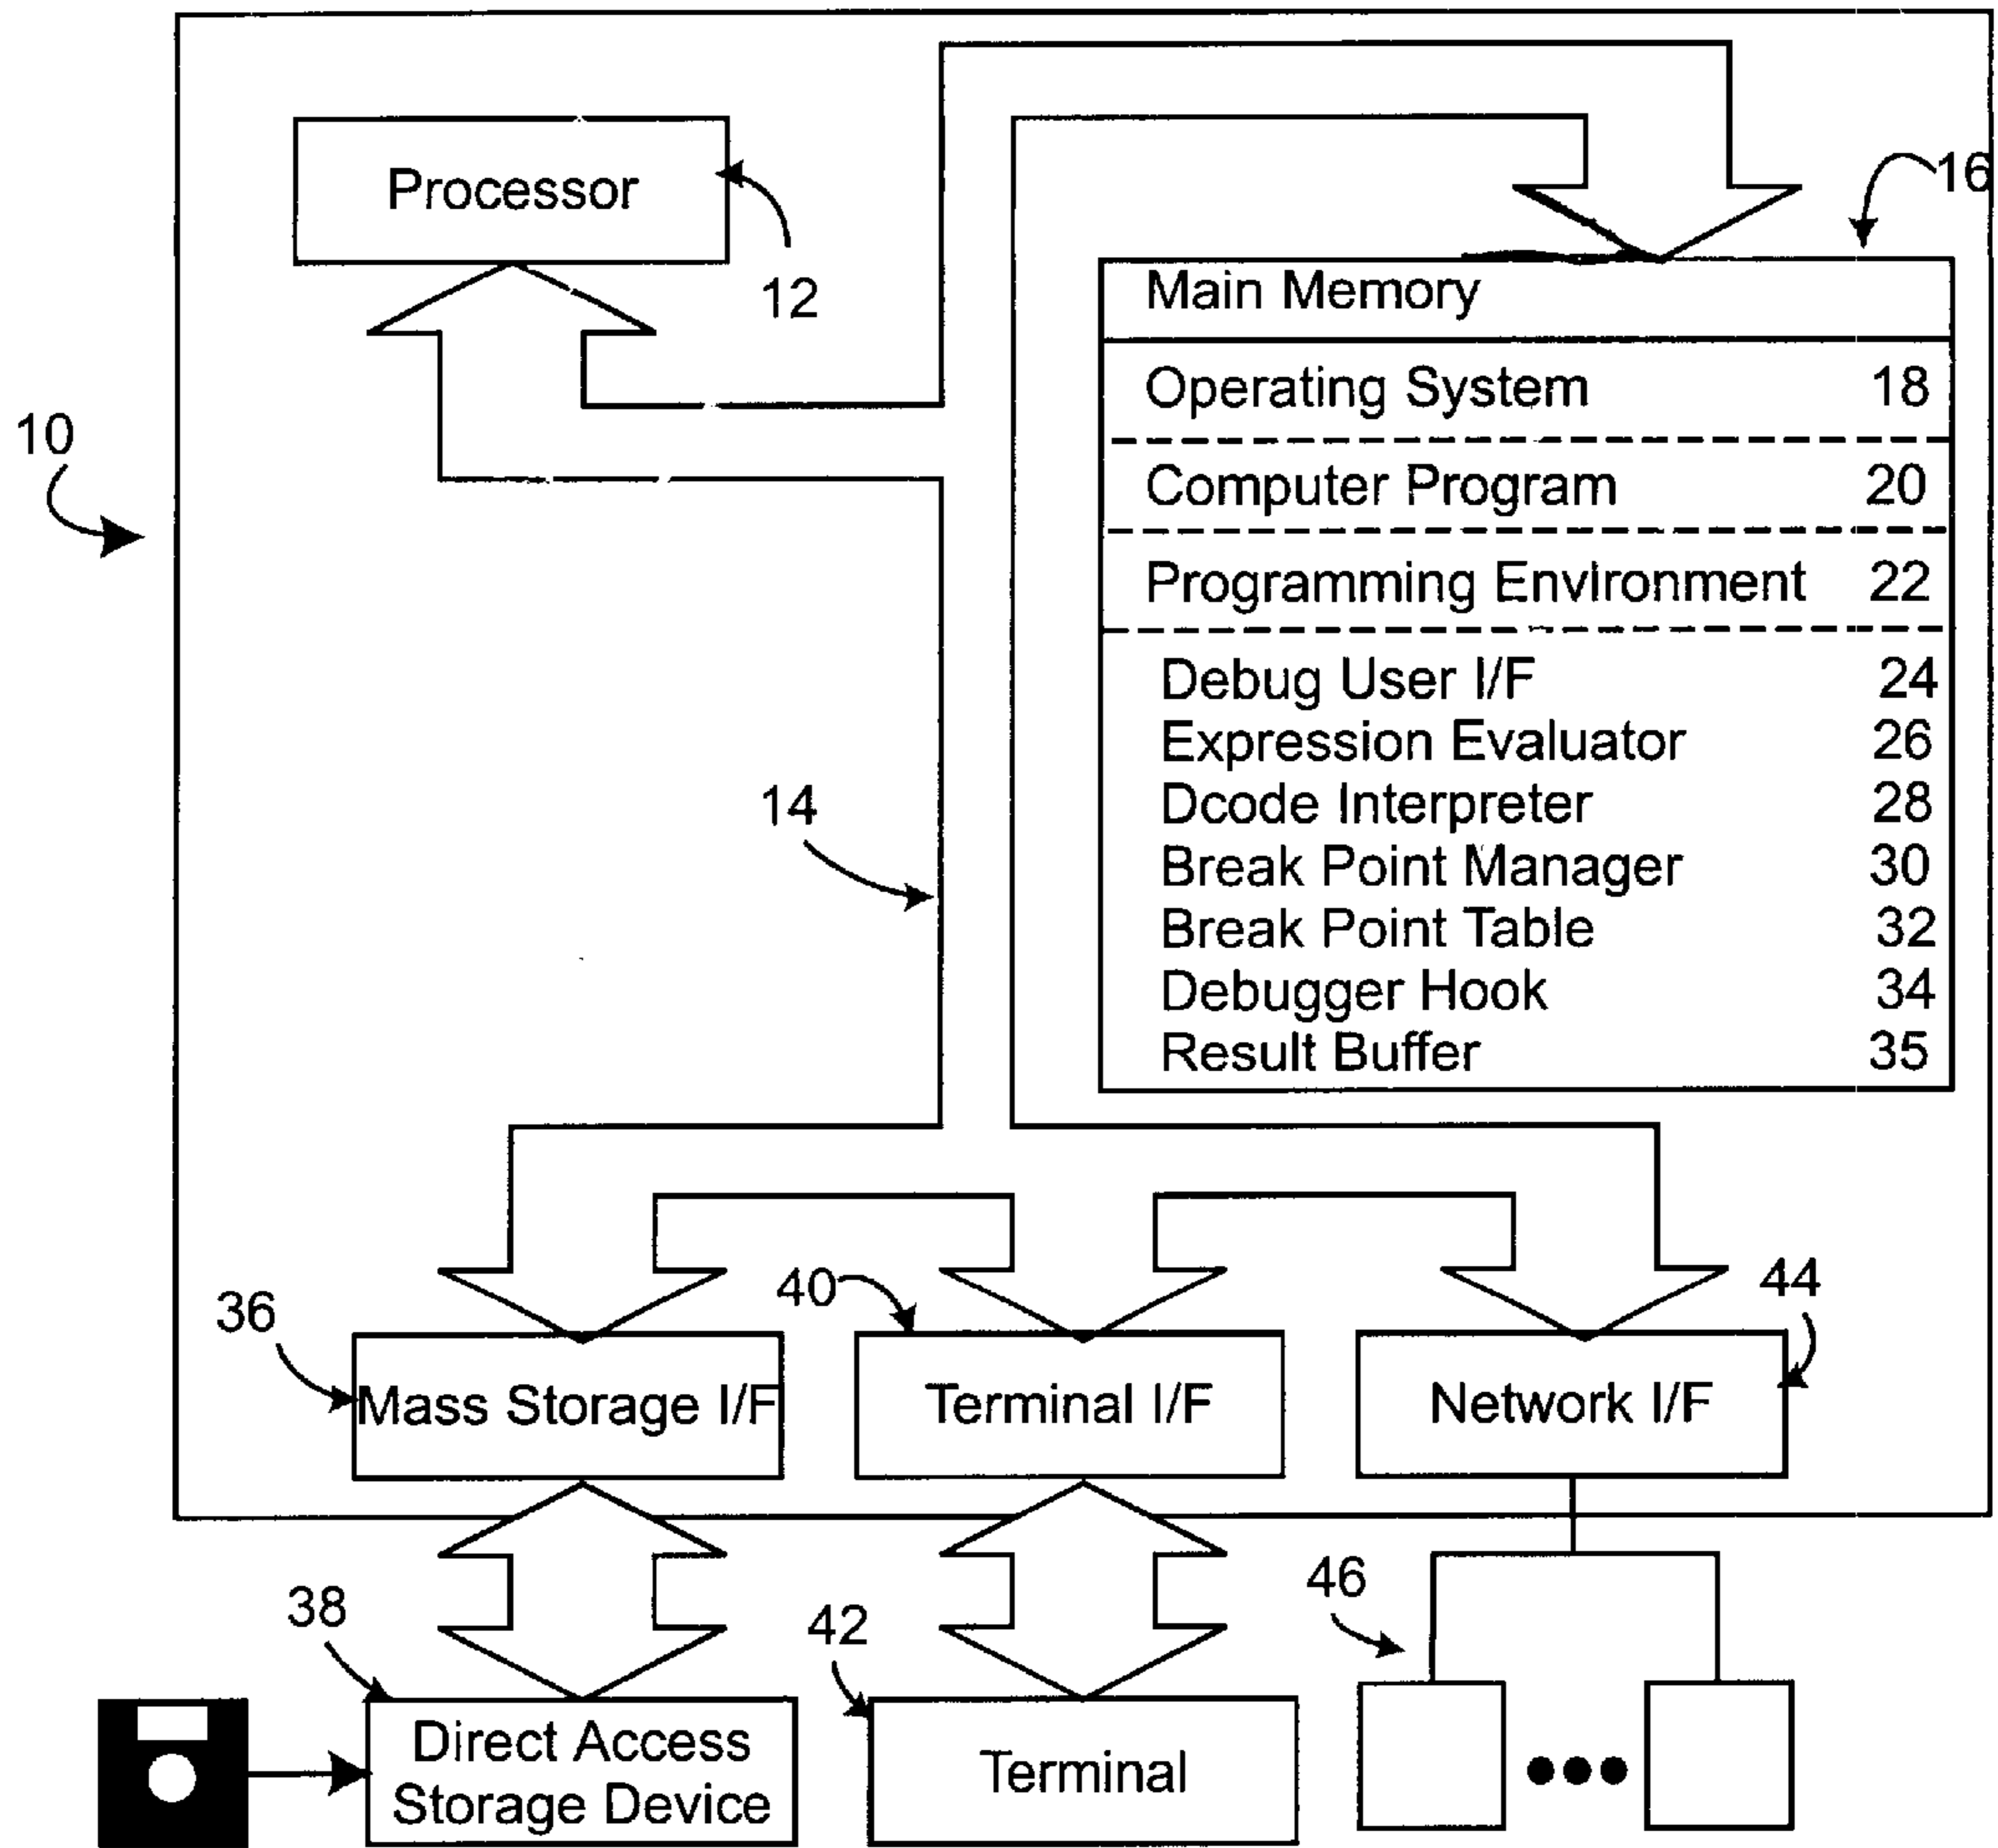 Processor
12
16
Main Memory
Operating System 18
Computer Program 20
Programming Environment 22
Debug User I/F 24
Expression Evaluator 26
Dcode Interpreter 28
Break Point Manager 30
Break Point Table 32
Debugger Hook 34
Result Buffer 35
10
14
36
40
44
Mass Storage I/F
Terminal I/F
Network I/F
38
42
46
Direct Access
Storage Device
Terminal